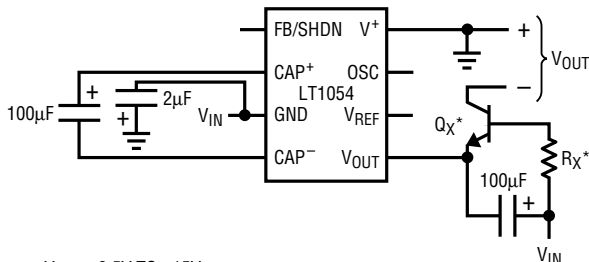 FB/SHDN V+
+
VOUT
CAP+
OSC
−
LT1054
+
2µF
100µF
+
VIN
GND
VREF
QX*
CAP−
VOUT
RX*
100µF
+
VIN